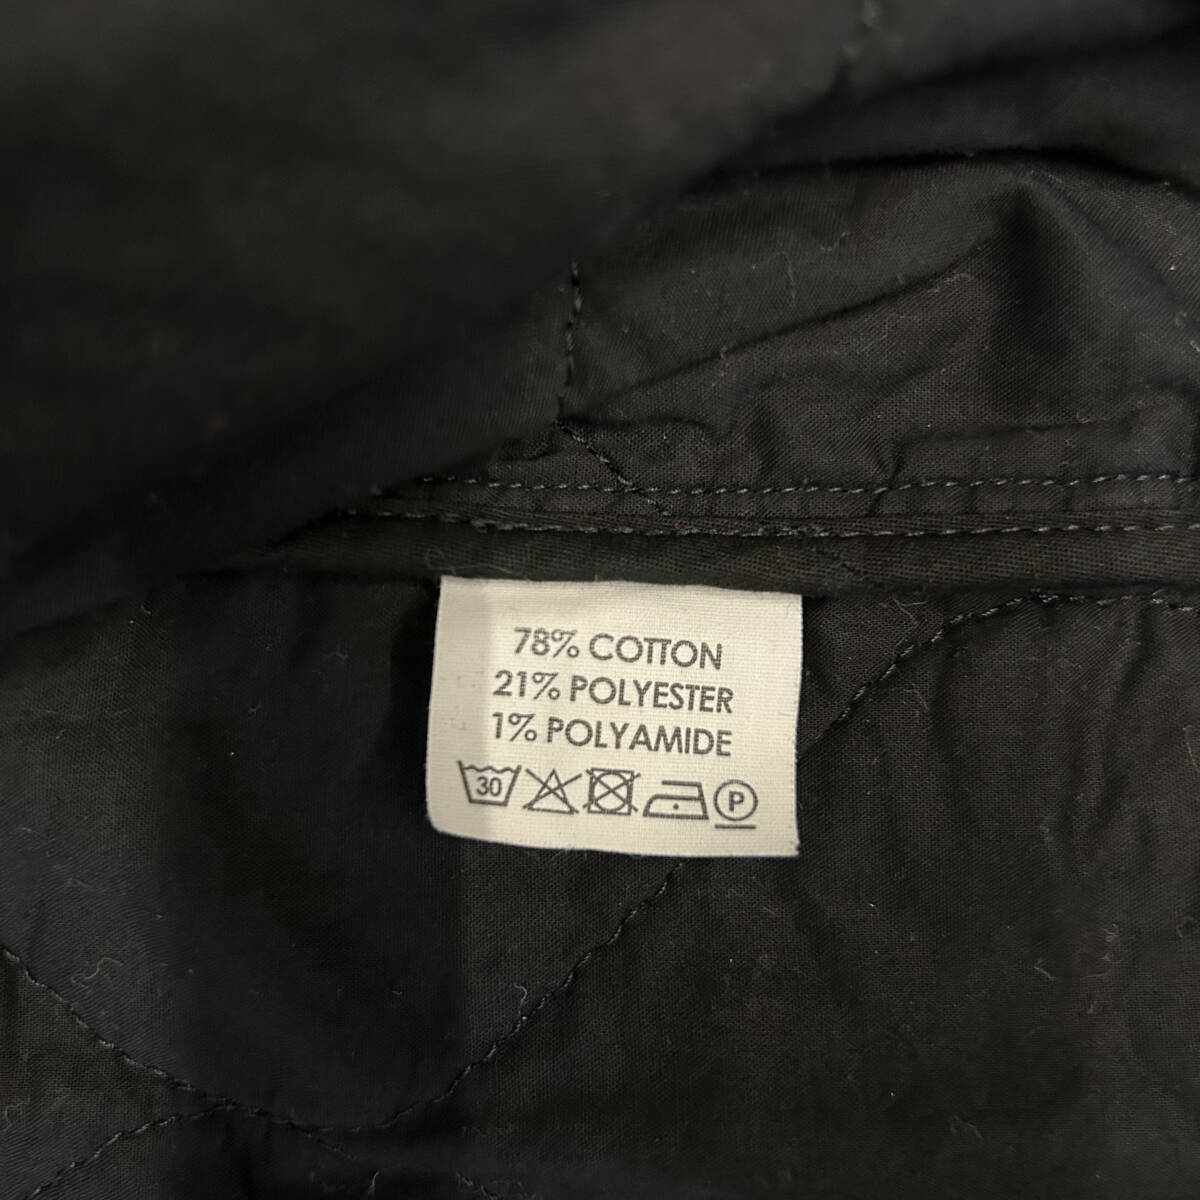 78% COTTON
21% POLYESTER
1% POLYAMIDE
30 P